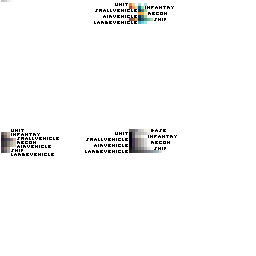 UNIT
SMALLVEHICLE INFANTRY
AIRVEHICLE RECON
LARGEVEHICLE SHIP
UNIT
INFANTRY
SMALLVEHICLE
RECON
AIRVEHICLE
SHIP
LARGEVEHICLE
UNIT BASE
SMALLVEHICLE INFANTRY
AIRVEHICLE RECON
LARGEVEHICLE SHIP